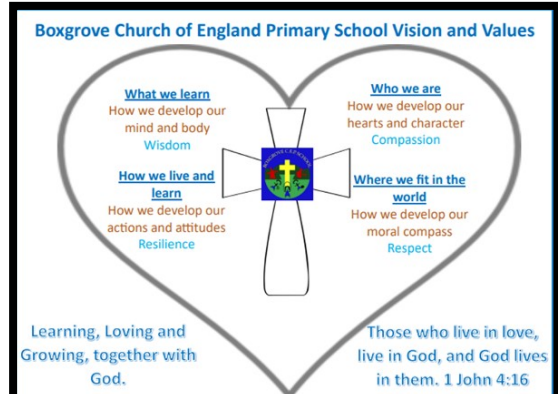 Boxgrove Church of England Primary School Vision and Values
What we learn
How we develop our
mind and body
Wisdom
Who we are
How we develop our
hearts and character
Compassion
How we live and
learn
How we develop our
actions and attitudes
Resilience
Where we fit in the
world
How we develop our
moral compass
Respect
Learning, Loving and
Growing, together with
God.
Those who live in love,
live in God, and God lives
in them. 1 John 4:16